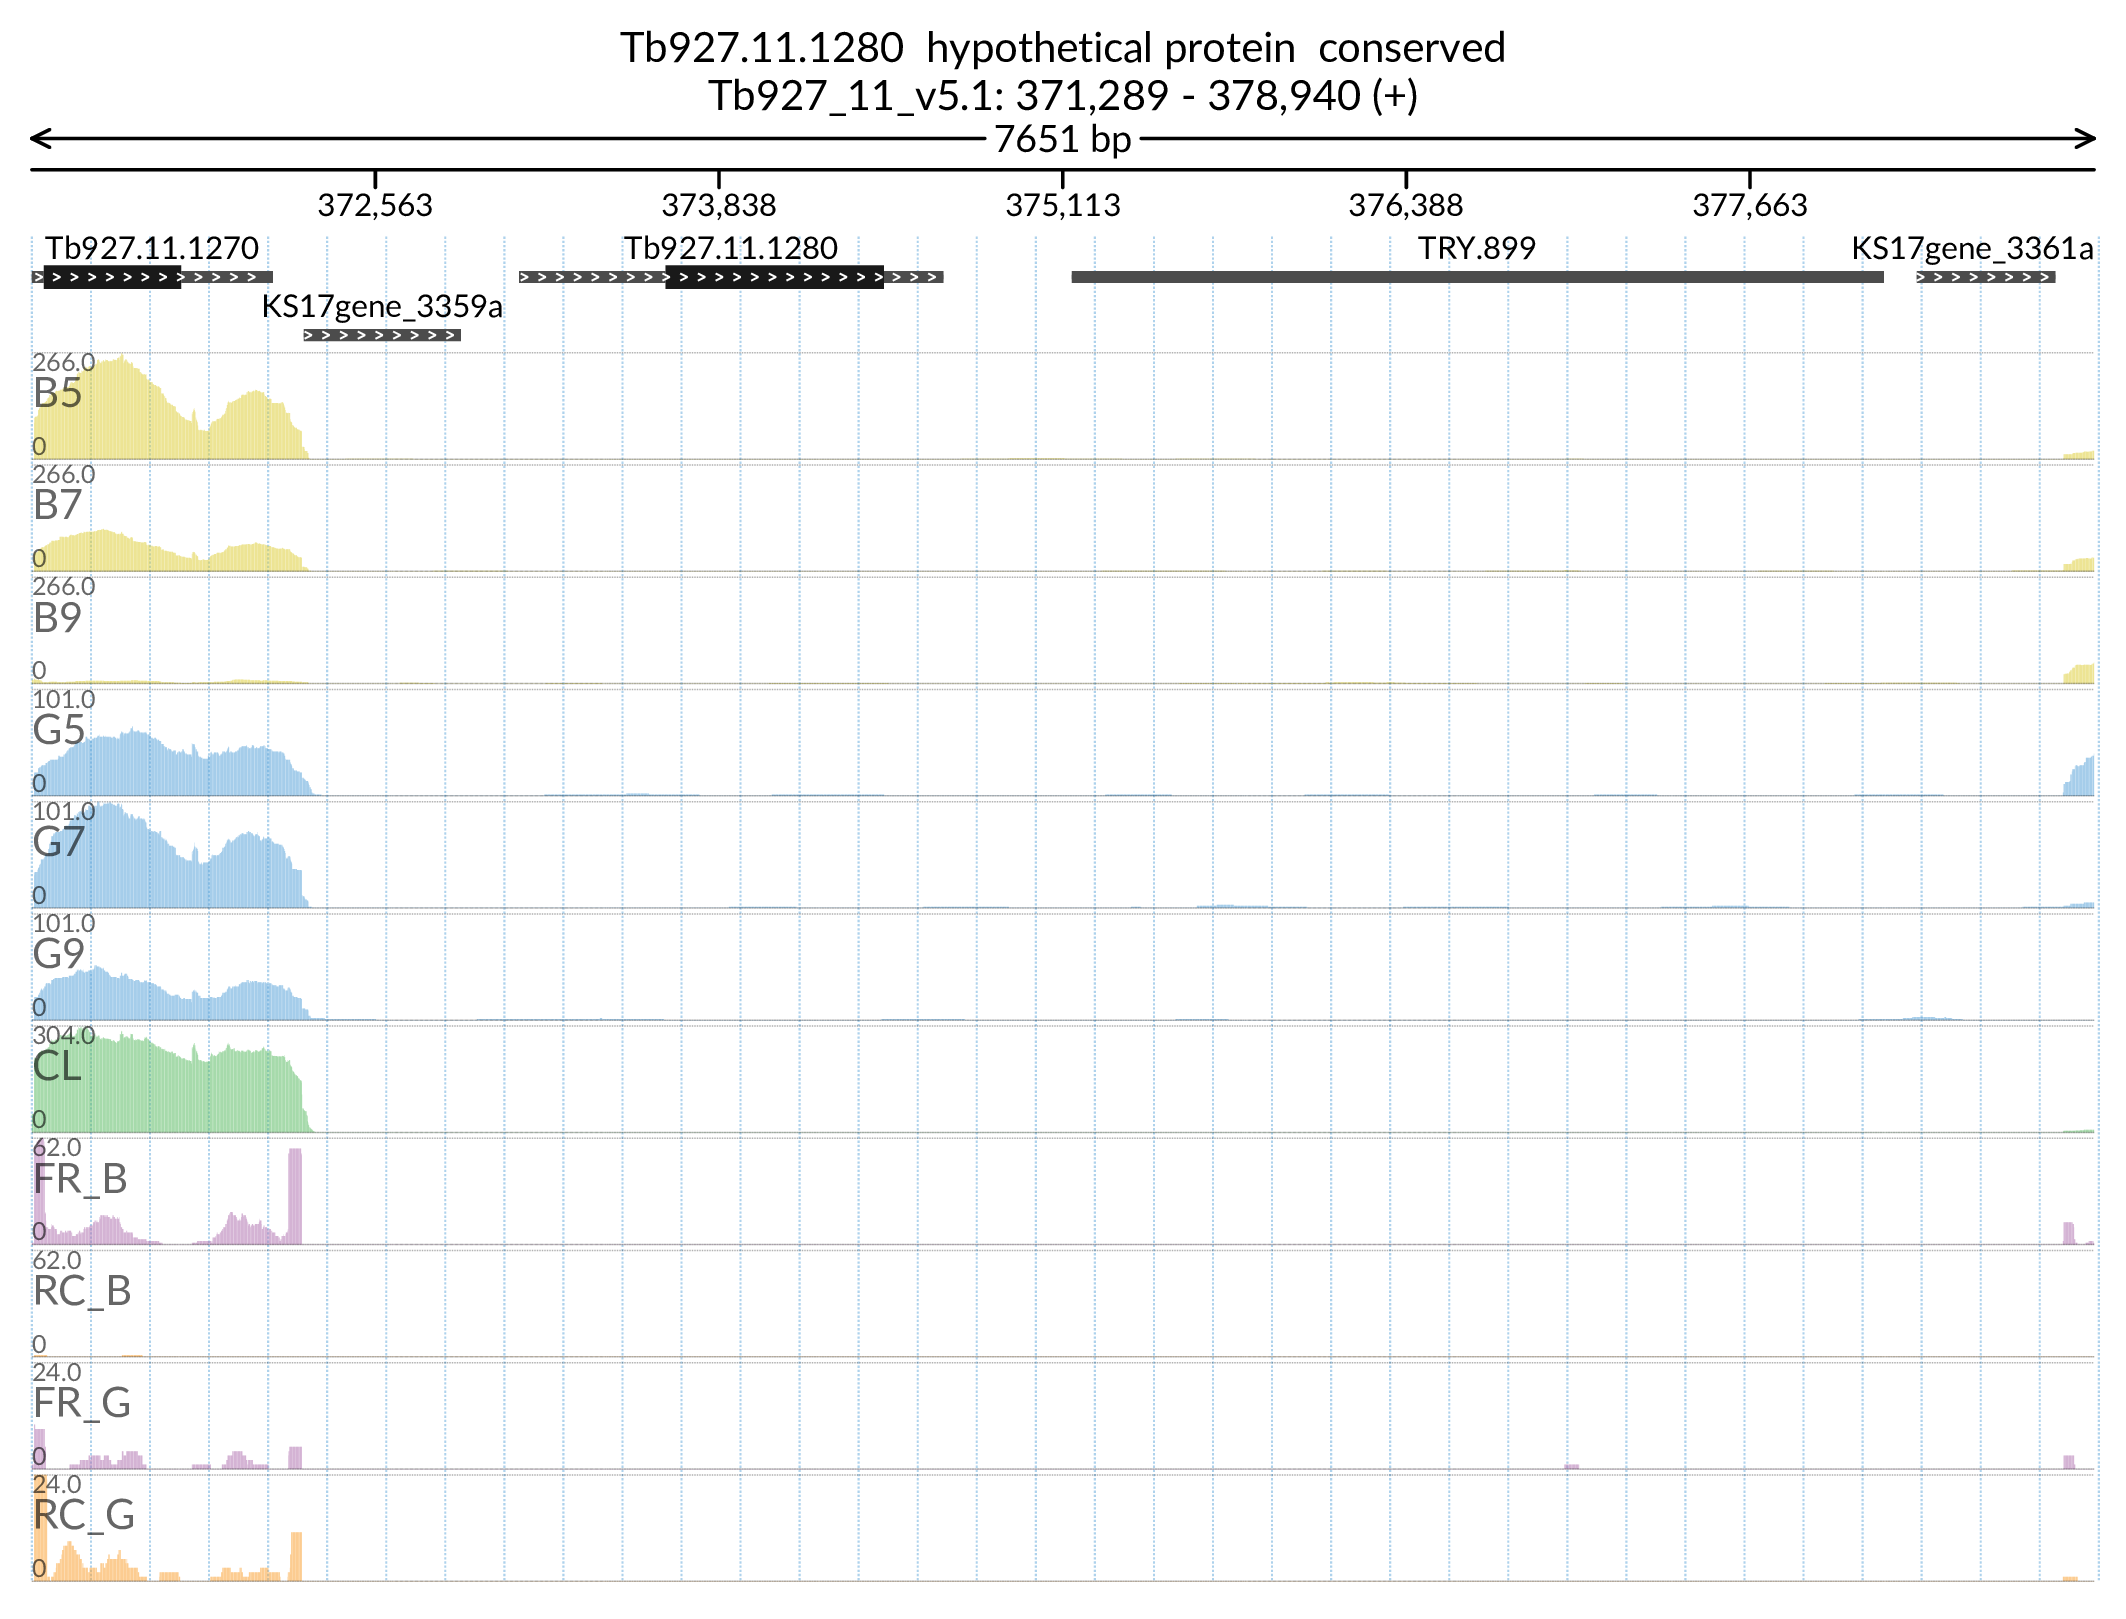 Tb927.11.1280  hypothetical protein  conserved
Tb927_11_v5.1: 371,289 - 378,940 (+)
7651 bp
372,563 373,838 375,113 376,388 377,663
Tb927.11.1270 Tb927.11.1280 TRY.899 KS17gene_3361a
KS17gene_3359a
266.0
B5
0
266.0
B7
0
266.0
B9
0
101.0
G5
0
101.0
G7
0
101.0
G9
0
304.0
CL
0
62.0
FR_B
0
62.0
RC_B
0
24.0
FR_G
0
24.0
RC_G
0